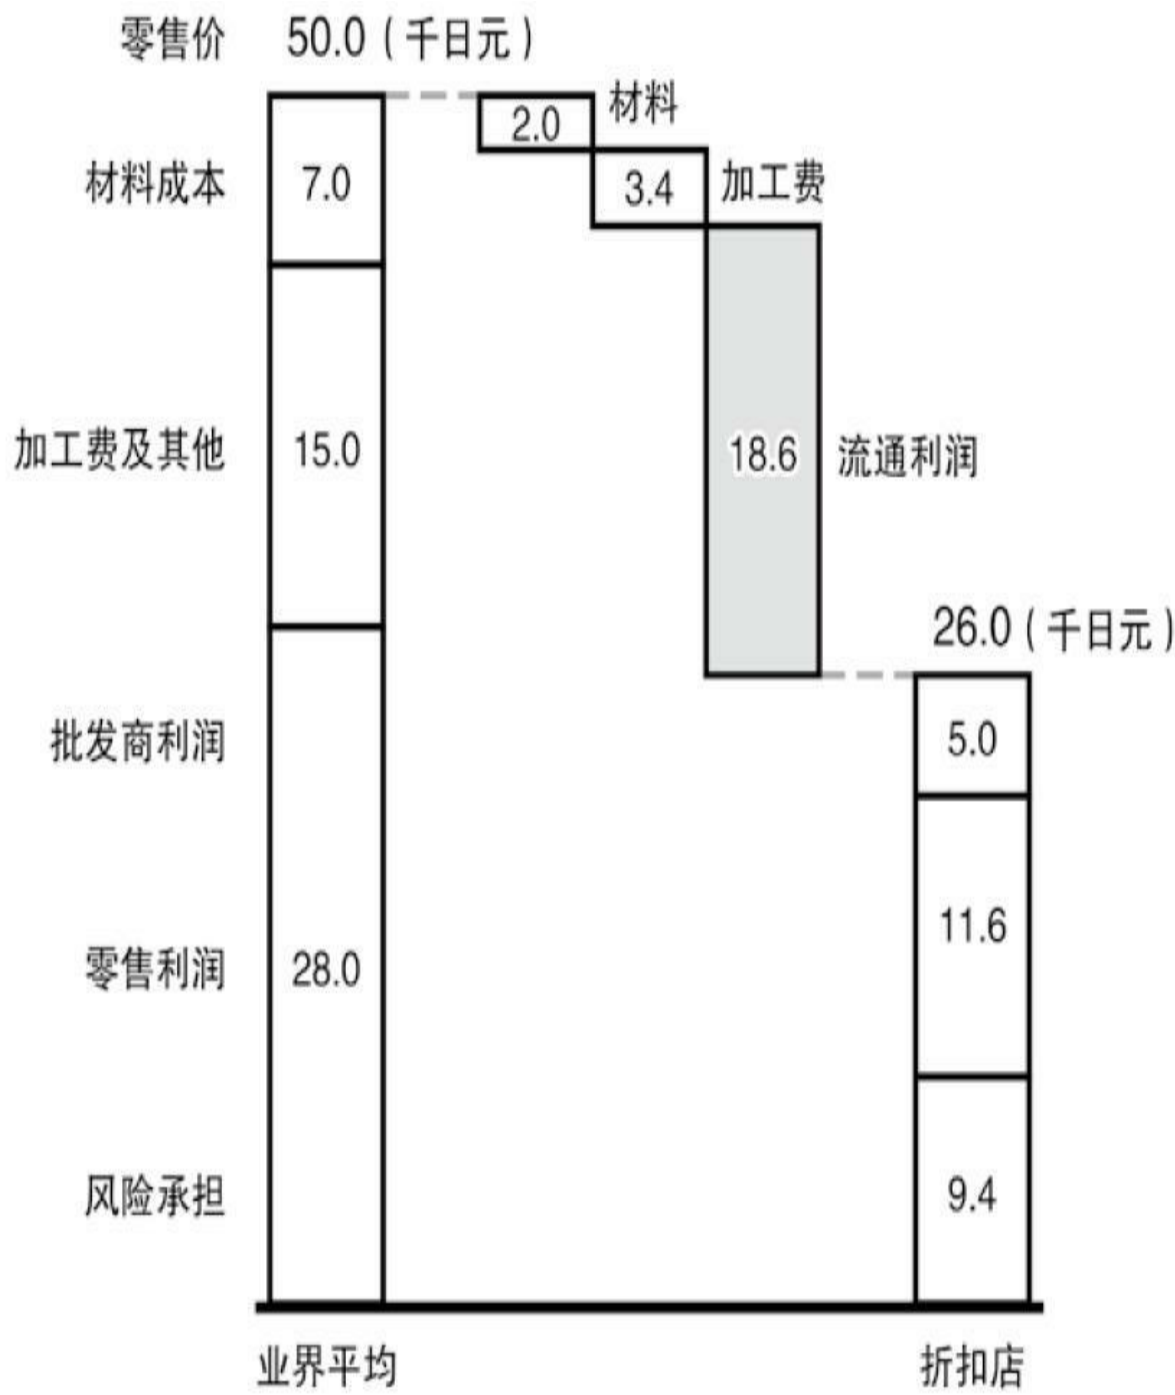 零售价 50.0（千日元）
材料
2.0
材料成本 7.0 3.4 加工费
加工费及其他 15.0 18.6 流通利润
26.0（千日元）
批发商利润 5.0
11.6
零售利润 28.0
风险承担 9.4
业界平均 折扣店